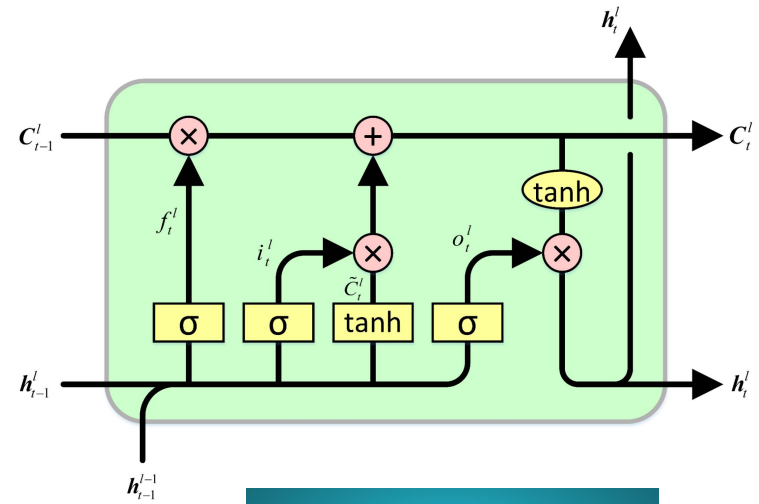 h_t^l
C_{t-1}^l
×
+
C_t^l
tanh
f_t^l
i_t^l
×
o_t^l
×
C̃_t^l
σ
σ
tanh
σ
h_{t-1}^l
h_t^l
h_{t-1}^{l-1}